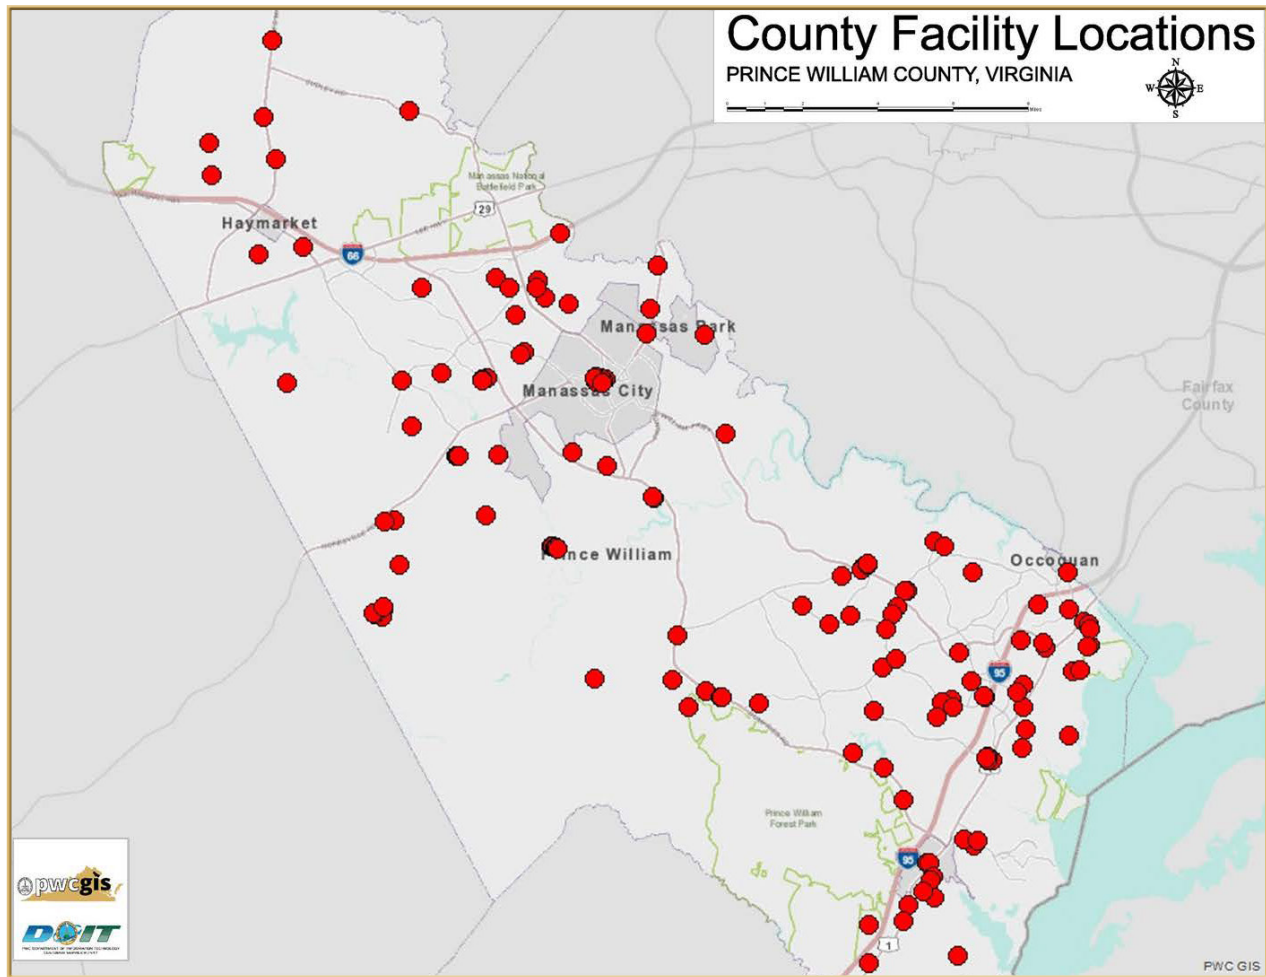 County Facility Locations
PRINCE WILLIAM COUNTY, VIRGINIA
N
W E
S
Miles
Manassas National
Battlefield Park
29
Haymarket
66
Manassas Park
Manassas City
Fairfax
County
Prince William
Occoquan
95
Prince William
Forest Park
95
1
pwcgis
DOIT
PWC GIS